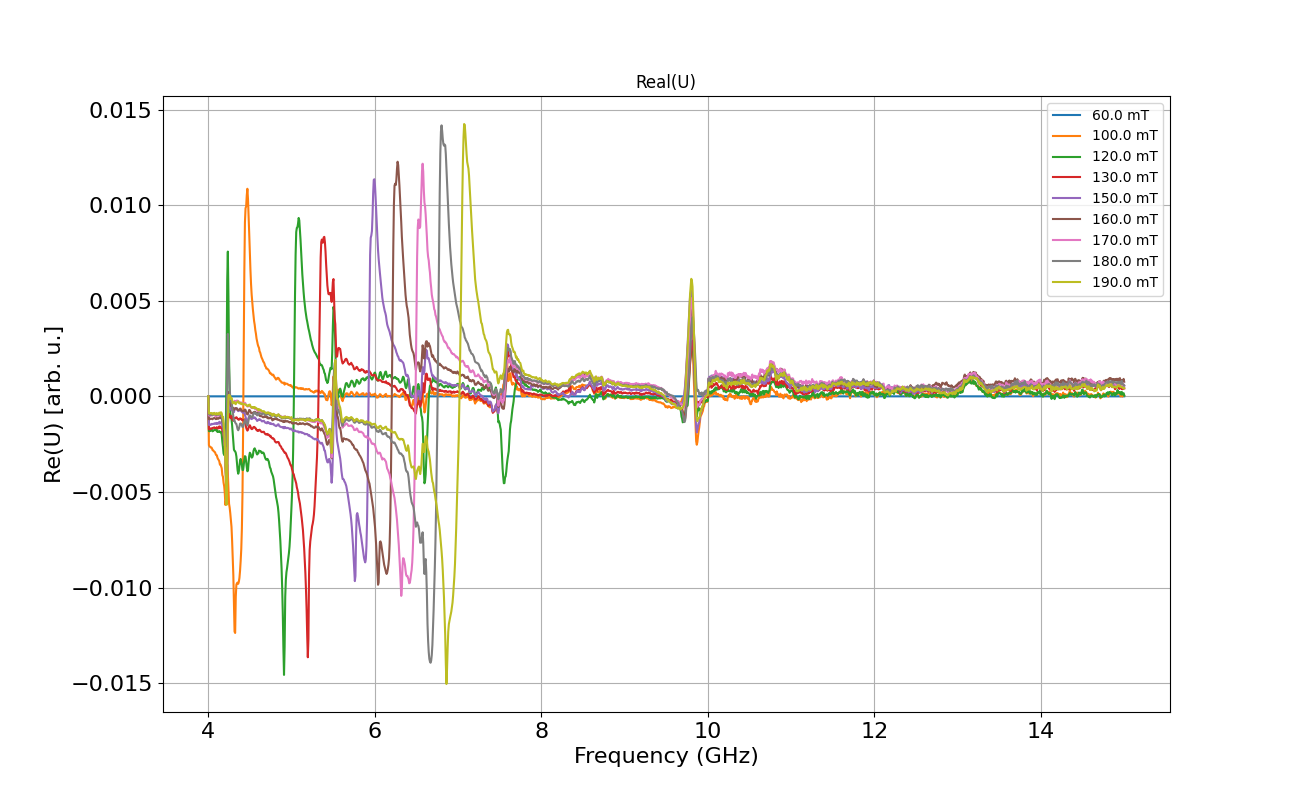 Real(U)
0.015
0.010
0.005
0.000
−0.005
−0.010
−0.015
Re(U) [arb. u.]
4
6
8
10
12
14
Frequency (GHz)
60.0 mT
100.0 mT
120.0 mT
130.0 mT
150.0 mT
160.0 mT
170.0 mT
180.0 mT
190.0 mT